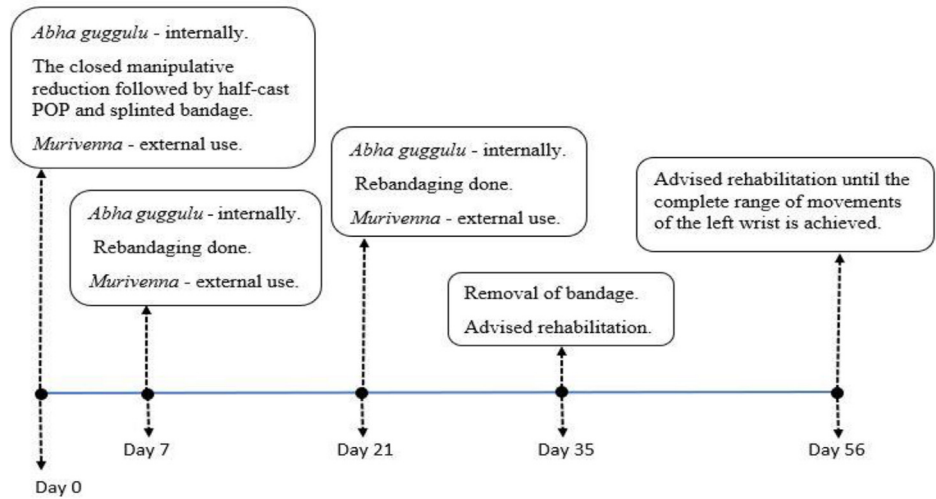 Abha guggulu - internally.
The closed manipulative
reduction followed by half-cast
POP and splinted bandage.
Murivenna - external use.
Abha guggulu - internally.
Rebandaging done.
Murivenna - external use.
Abha guggulu - internally.
Rebandaging done.
Murivenna - external use.
Removal of bandage.
Advised rehabilitation.
Advised rehabilitation until the
complete range of movements
of the left wrist is achieved.
Day 0
Day 7
Day 21
Day 35
Day 56